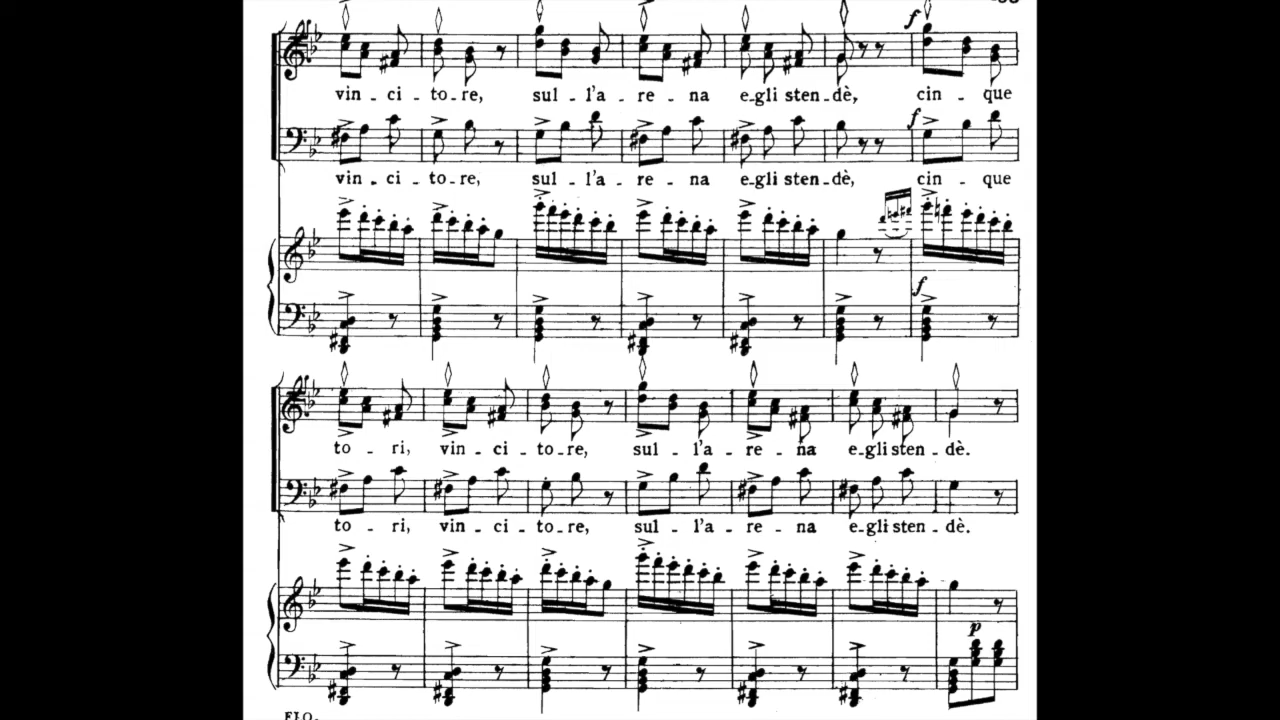 f
vin - ci - to - re, sul - l'a - re - na e - gli sten - dè, cin - que
f
vin - ci - to - re, sul - l'a - re - na e - gli sten - dè, cin - que
f
to - ri, vin - ci - to - re, sul - l'a - re - na e - gli sten - dè.
to - ri, vin - ci - to - re, sul - l'a - re - na e - gli sten - dè.
p
FLO.